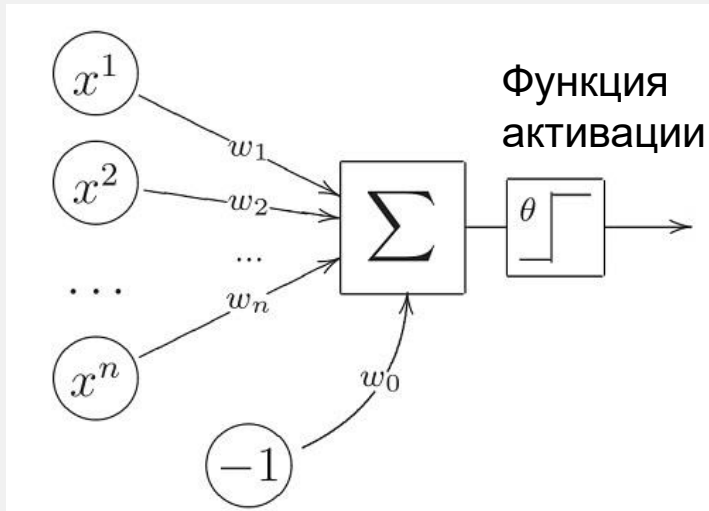 x¹
Функция
активации
w₁
x²
w₂
θ
Σ
...
...
wₙ
xⁿ
w₀
−1